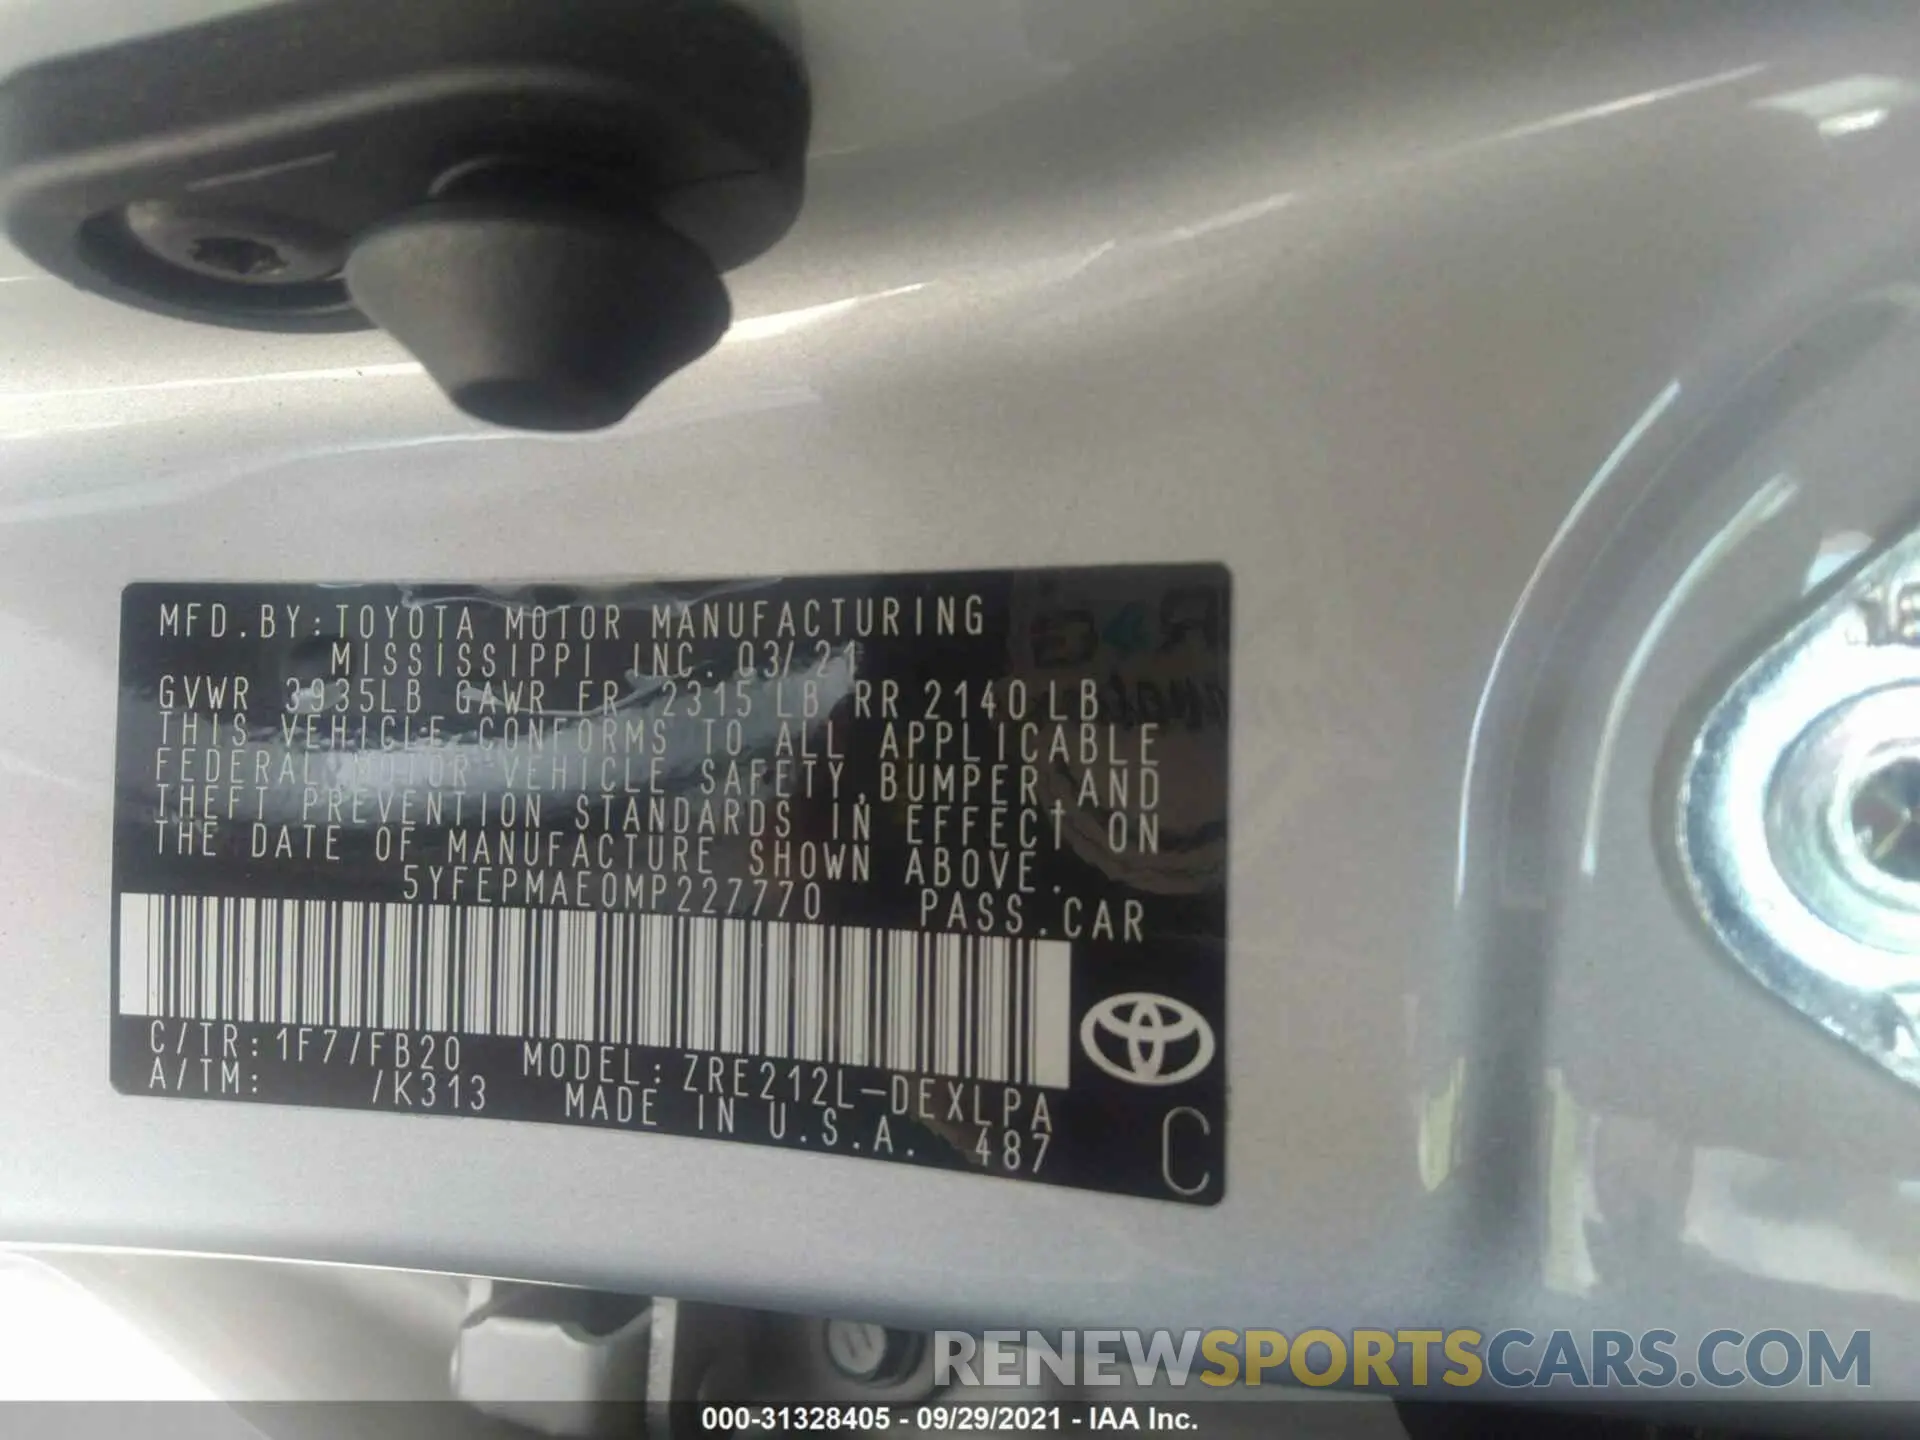 MFD.BY:TOYOTA MOTOR MANUFACTURING
MISSISSIPPI INC. 03/21
GVWR 3935LB GAWR FR 2315LB RR 2140LB
THIS VEHICLE CONFORMS TO ALL APPLICABLE
FEDERAL MOTOR VEHICLE SAFETY,BUMPER,AND
THEFT PREVENTION STANDARDS IN EFFECT ON
THE DATE OF MANUFACTURE SHOWN ABOVE.
5YFEPMAE0MP227770 PASS.CAR
C/TR:1F7/FB20 MODEL:ZRE212L-DEXLPA
A/TM: /K313 MADE IN U.S.A. 487
C
RENEWSPORTSCARS.COM
000-31328405 - 09/29/2021 - IAA Inc.